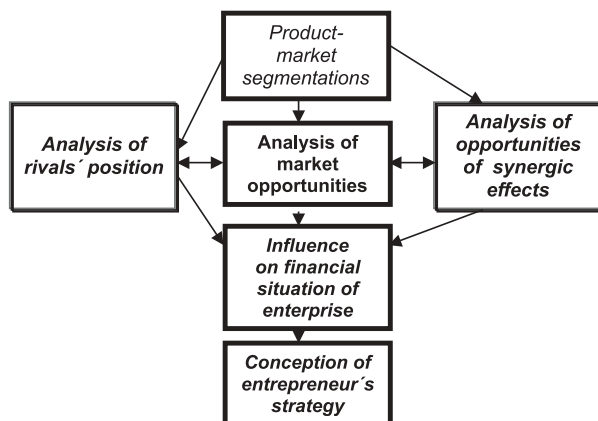 Product-
market
segmentations
Analysis of
rivals´ position
Analysis of
market
opportunities
Analysis of
opportunities
of synergic
effects
Influence
on financial
situation of
enterprise
Conception of
entrepreneur´s
strategy